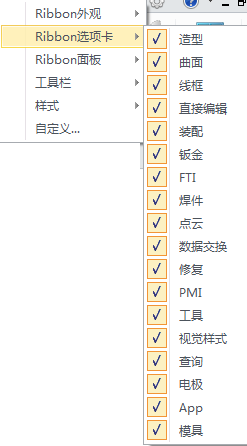 Ribbon外观
Ribbon选项卡
Ribbon面板
工具栏
样式
自定义...
造型
曲面
线框
直接编辑
装配
钣金
FTI
焊件
点云
数据交换
修复
PMI
工具
视觉样式
查询
电极
App
模具